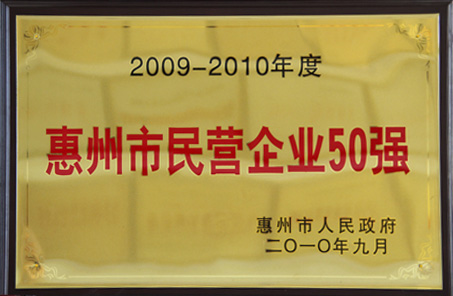 2009-2010年度
惠州市民营企业50强
惠州市人民政府
二〇一〇年九月